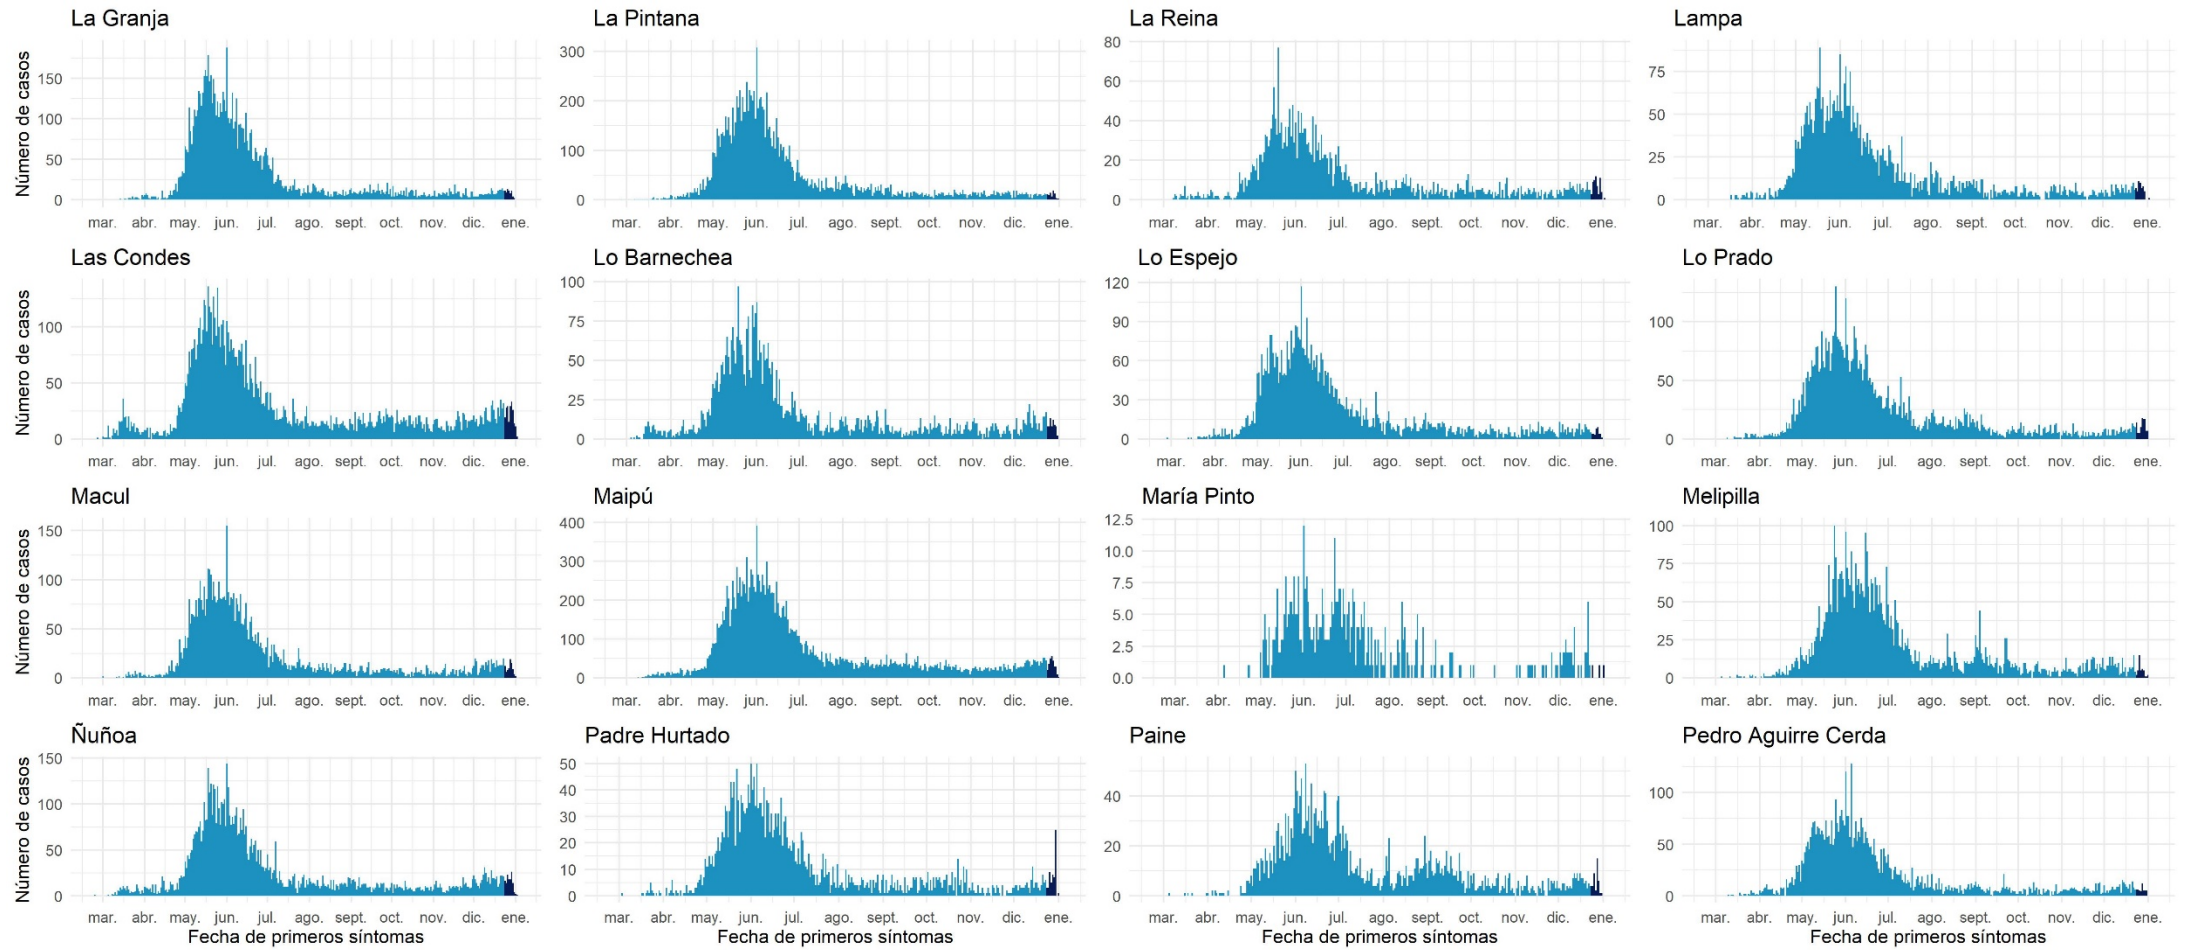 La Granja
La Pintana
La Reina
Lampa
Número de casos
150
100
50
0
300
200
100
0
80
60
40
20
0
75
50
25
0
mar. abr. may. jun. jul. ago. sept. oct. nov. dic. ene.
mar. abr. may. jun. jul. ago. sept. oct. nov. dic. ene.
mar. abr. may. jun. jul. ago. sept. oct. nov. dic. ene.
mar. abr. may. jun. jul. ago. sept. oct. nov. dic. ene.
Las Condes
Lo Barnechea
Lo Espejo
Lo Prado
Número de casos
100
50
0
100
75
50
25
0
120
90
60
30
0
100
50
0
mar. abr. may. jun. jul. ago. sept. oct. nov. dic. ene.
mar. abr. may. jun. jul. ago. sept. oct. nov. dic. ene.
mar. abr. may. jun. jul. ago. sept. oct. nov. dic. ene.
mar. abr. may. jun. jul. ago. sept. oct. nov. dic. ene.
Macul
Maipú
María Pinto
Melipilla
Número de casos
150
100
50
0
400
300
200
100
0
12.5
10.0
7.5
5.0
2.5
0.0
100
75
50
25
0
mar. abr. may. jun. jul. ago. sept. oct. nov. dic. ene.
mar. abr. may. jun. jul. ago. sept. oct. nov. dic. ene.
mar. abr. may. jun. jul. ago. sept. oct. nov. dic. ene.
mar. abr. may. jun. jul. ago. sept. oct. nov. dic. ene.
Ñuñoa
Padre Hurtado
Paine
Pedro Aguirre Cerda
Número de casos
150
100
50
0
50
40
30
20
10
0
40
20
0
100
50
0
mar. abr. may. jun. jul. ago. sept. oct. nov. dic. ene.
mar. abr. may. jun. jul. ago. sept. oct. nov. dic. ene.
mar. abr. may. jun. jul. ago. sept. oct. nov. dic. ene.
mar. abr. may. jun. jul. ago. sept. oct. nov. dic. ene.
Fecha de primeros síntomas
Fecha de primeros síntomas
Fecha de primeros síntomas
Fecha de primeros síntomas